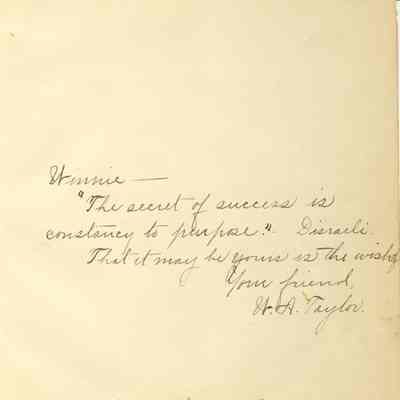 Winnie —
"The secret of success is
constancy to purpose." Disraeli.
That it may be yours is the wish of
Your friend,
W. A. Taylor.